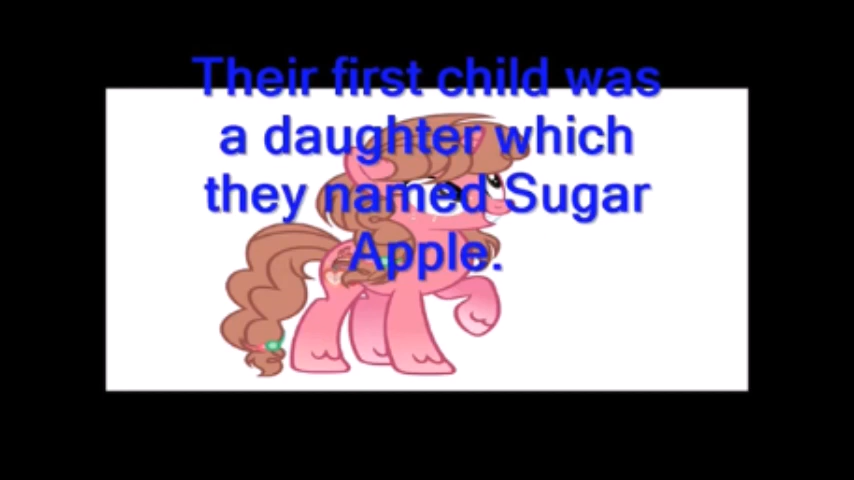 Their first child was
a daughter which
they named Sugar
Apple.